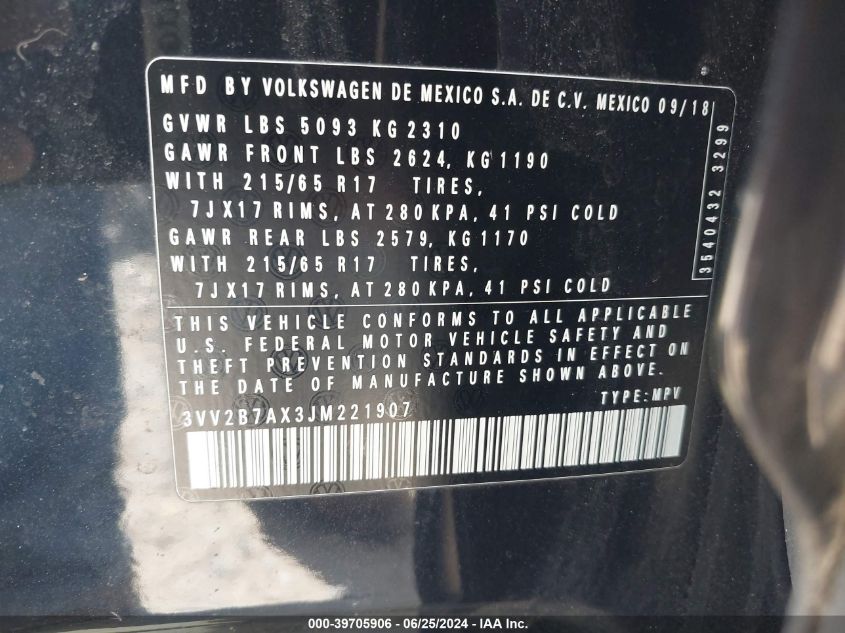 MFD BY VOLKSWAGEN DE MEXICO S.A. DE C.V. MEXICO 09/18
GVWR LBS 5093 KG 2310
GAWR FRONT LBS 2624, KG 1190
WITH 215/65 R17 TIRES,
7JX17 RIMS, AT 280 KPA, 41 PSI COLD
GAWR REAR LBS 2579, KG 1170
WITH 215/65 R17 TIRES,
7JX17 RIMS, AT 280 KPA, 41 PSI COLD
3540432 3299
THIS VEHICLE CONFORMS TO ALL APPLICABLE
U.S. FEDERAL MOTOR VEHICLE SAFETY AND
THEFT PREVENTION STANDARDS IN EFFECT ON
THE DATE OF MANUFACTURE SHOWN ABOVE.
TYPE: MPV
3VV2B7AX3JM221907
000-39705906 - 06/25/2024 - IAA Inc.